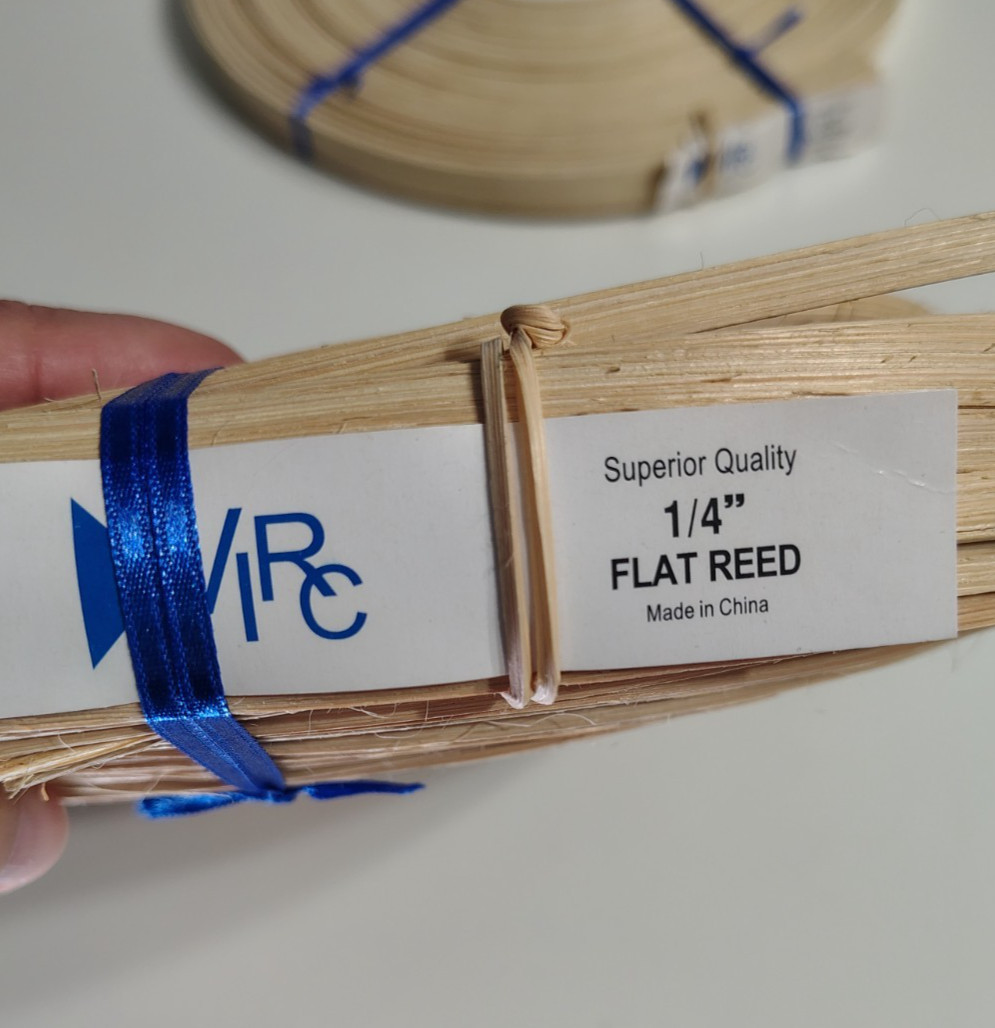 VIRC
Superior Quality
1/4”
FLAT REED
Made in China